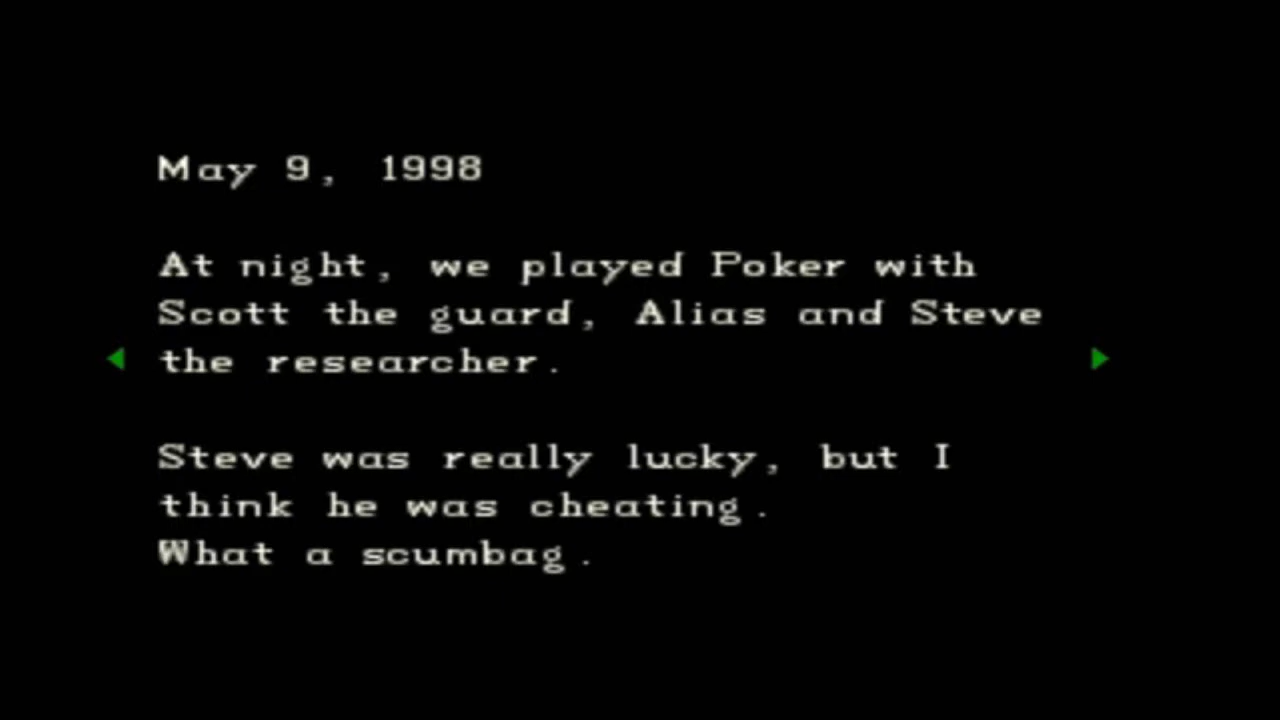 May 9, 1998
At night, we played Poker with
Scott the guard, Alias and Steve
the researcher.
Steve was really lucky, but I
think he was cheating.
What a scumbag.